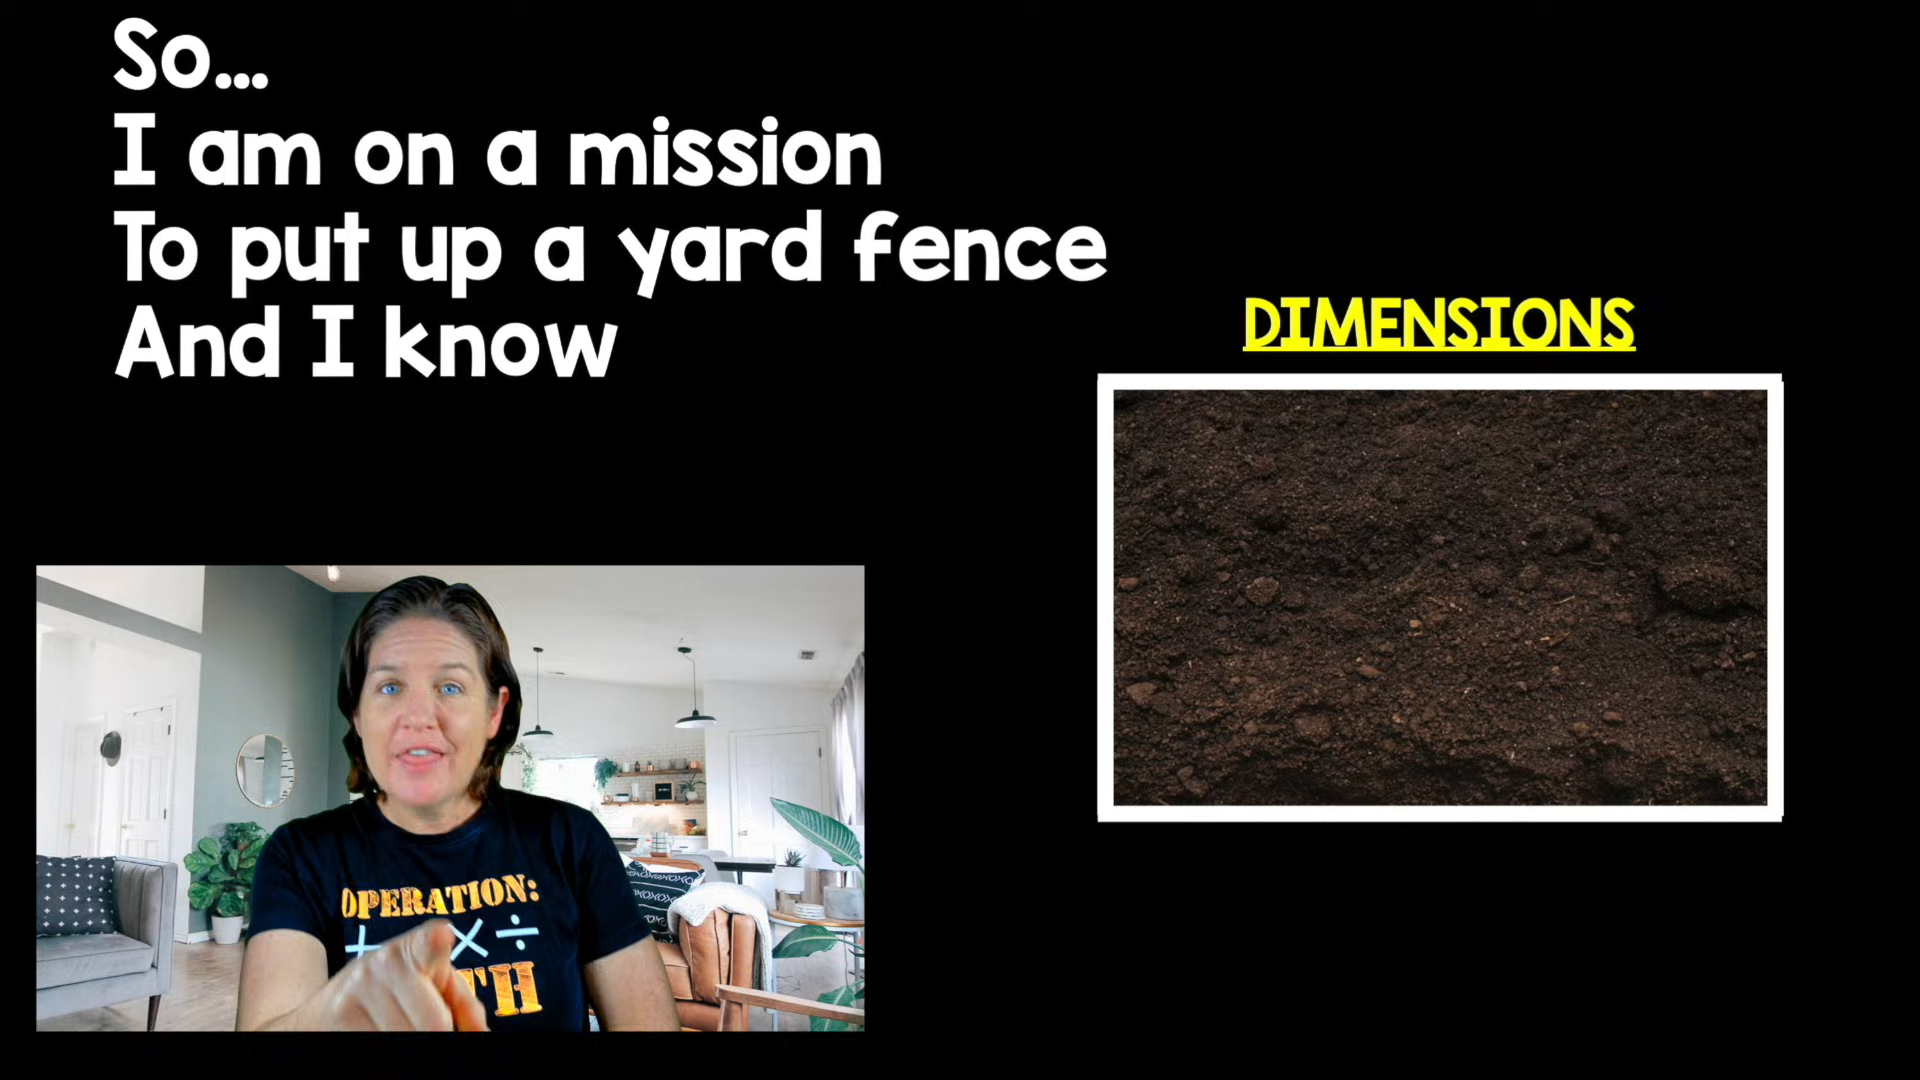 So...
I am on a mission
To put up a yard fence
And I know
DIMENSIONS
OPERATION:
+ × ÷